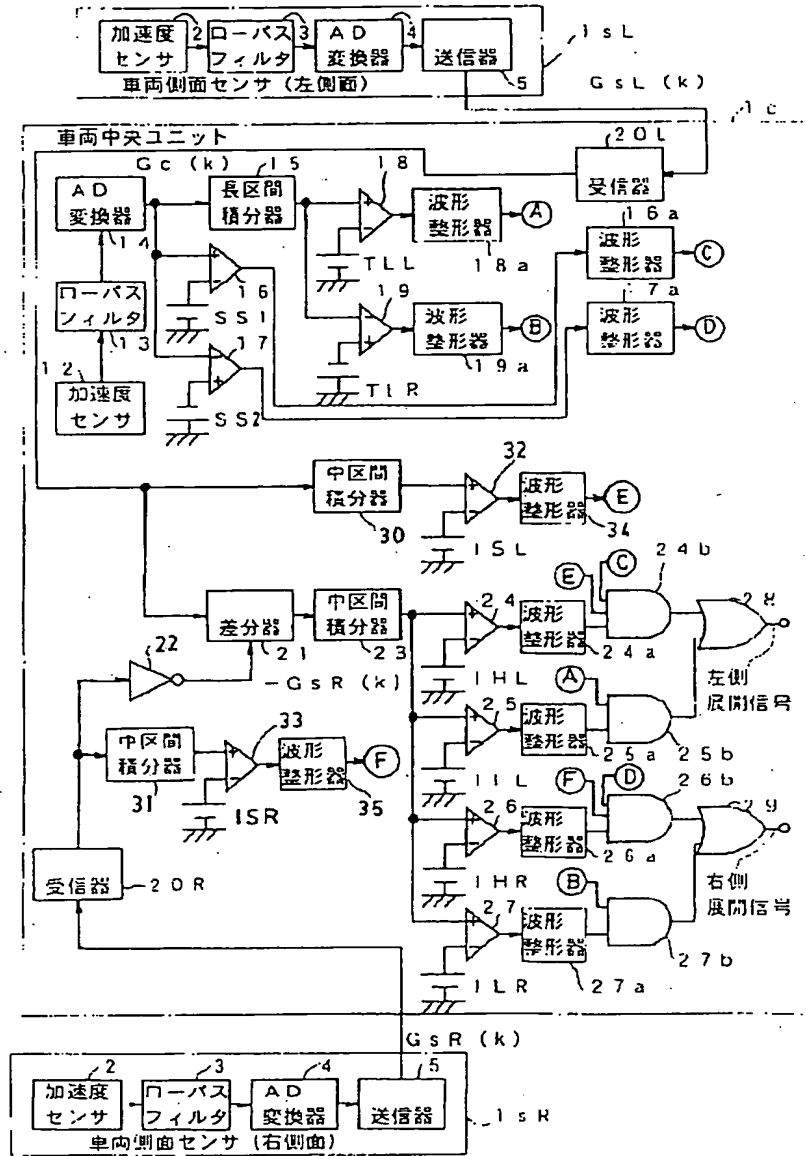 加速度センサ
2
ローパスフィルタ
3
AD変換器
4
送信器
5
1sL
車両側面センサ(左側面)
GsL(k)
1c
車両中央ユニット
20L
受信器
Gc(k)
15
AD変換器
14
長区間積分器
18
波形整形器
18a
A
16a
波形整形器
C
TLL
16
SS1
19
波形整形器
19a
B
17a
波形整形器
D
ローパスフィルタ
13
17
TLR
12
加速度センサ
SS2
中区間積分器
30
32
波形整形器
34
E
ISL
C
24b
E
差分器
21
中区間積分器
23
24
波形整形器
24a
28
22
-GsR(k)
IHL
A
左側展開信号
中区間積分器
31
33
波形整形器
35
F
25
波形整形器
25a
25b
ISR
D
26b
F
26
波形整形器
26a
29
IHR
B
右側展開信号
受信器
20R
27
波形整形器
27a
27b
ILR
GsR(k)
2
3
4
5
加速度センサ
ローパスフィルタ
AD変換器
送信器
1sR
車両側面センサ(右側面)